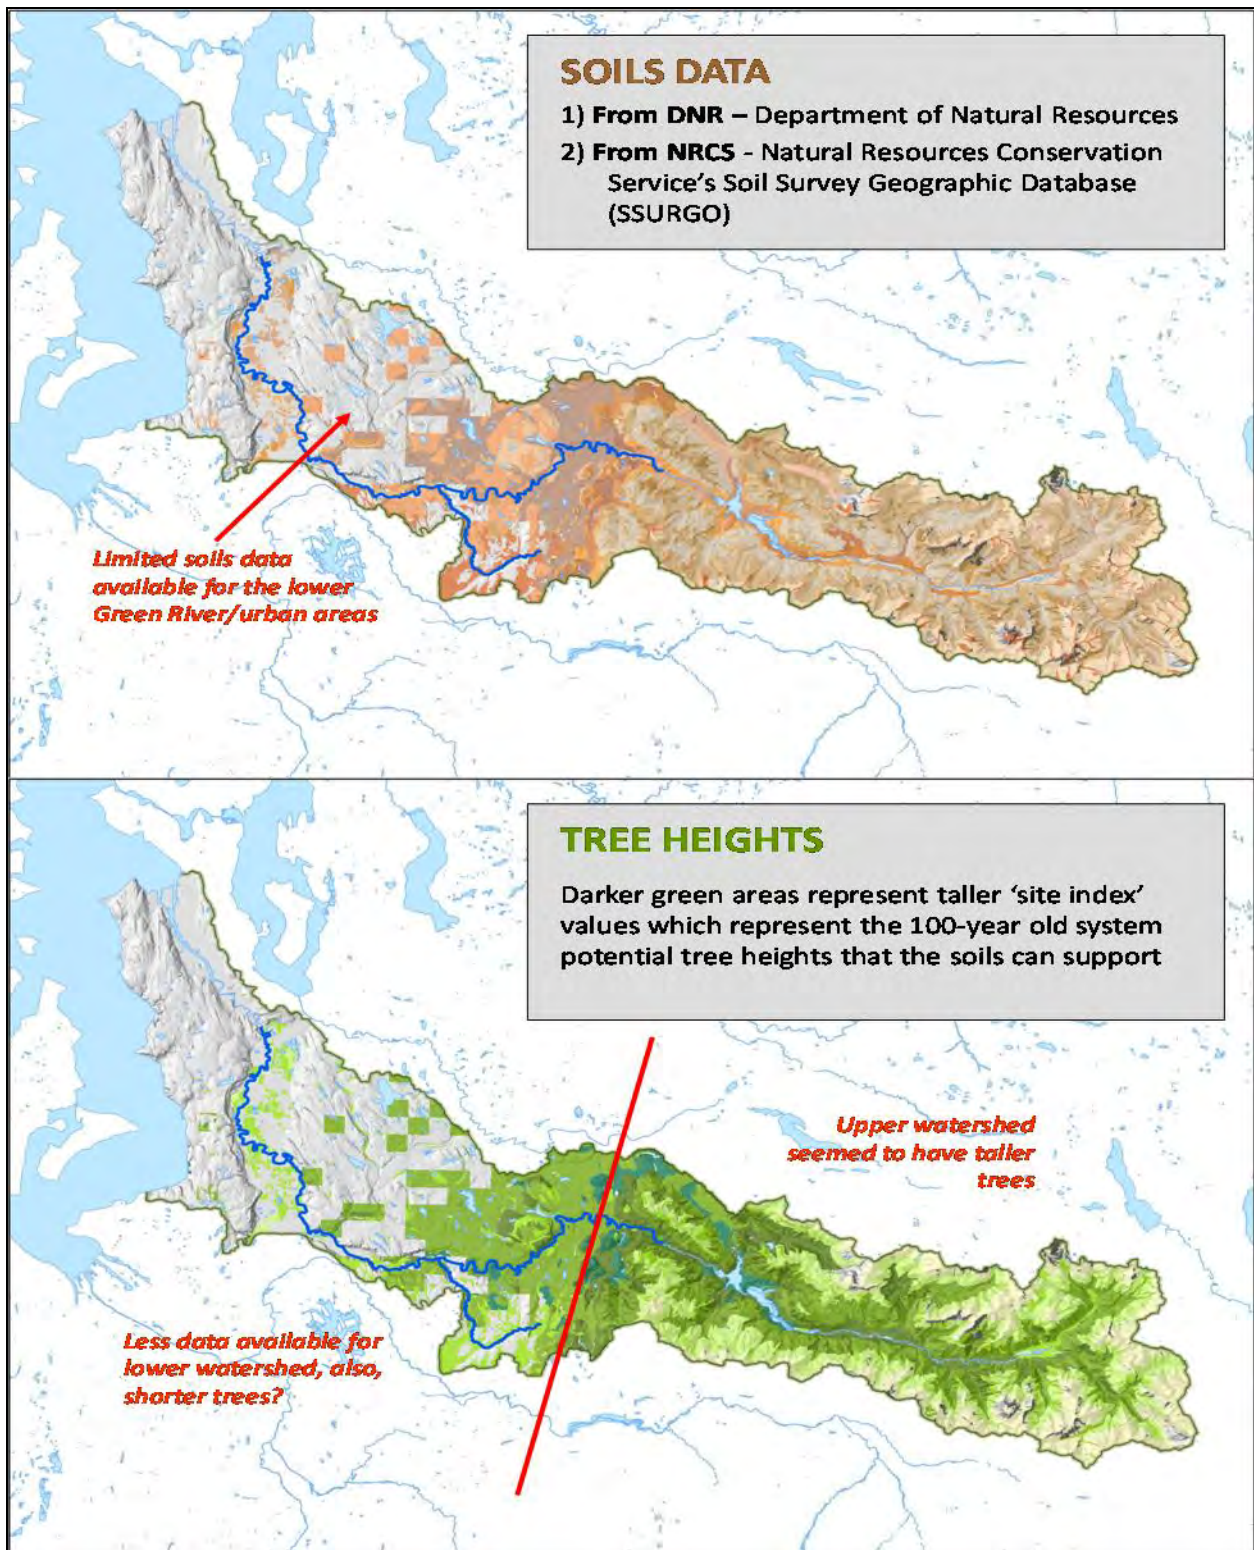 SOILS DATA
1) From DNR – Department of Natural Resources
2) From NRCS - Natural Resources Conservation
Service's Soil Survey Geographic Database
(SSURGO)
Limited soils data
available for the lower
Green River/urban areas
TREE HEIGHTS
Darker green areas represent taller ‘site index’
values which represent the 100-year old system
potential tree heights that the soils can support
Upper watershed
seemed to have taller
trees
Less data available for
lower watershed, also,
shorter trees?